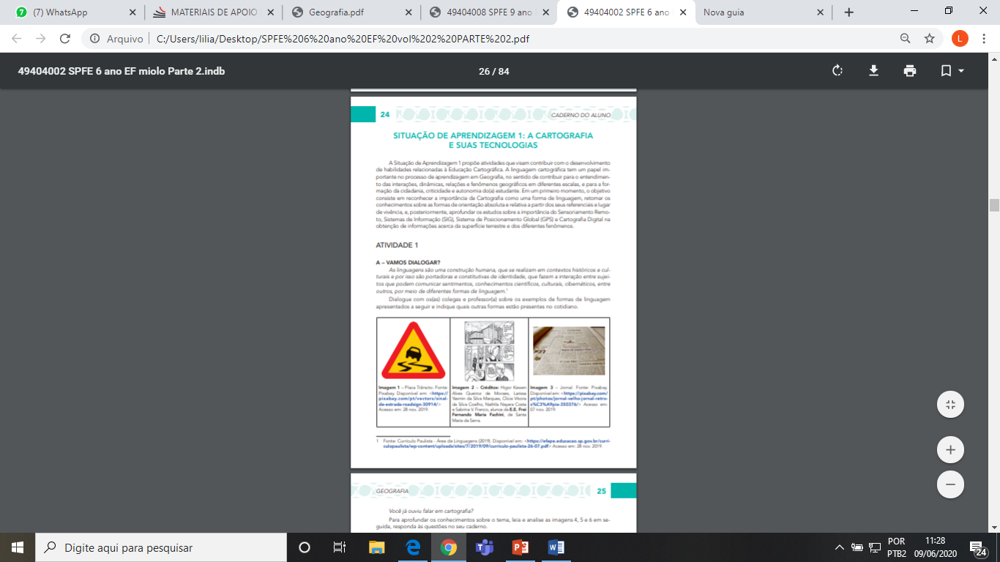 (7) WhatsApp
MATERIAIS DE APOIO
Geografia.pdf
49404008 SPFE 9 ano
49404002 SPFE 6 ano
Nova guia
Arquivo
C:/Users/lilia/Desktop/SPFE%206%20ano%20EF%20vol%202%20PARTE%202.pdf
L
49404002 SPFE 6 ano EF miolo Parte 2.indb
26 / 84
24
CADERNO DO ALUNO
SITUAÇÃO DE APRENDIZAGEM 1: A CARTOGRAFIA
E SUAS TECNOLOGIAS
A Situação de Aprendizagem 1 propõe atividades que visam contribuir com o desenvolvimento
de habilidades relacionadas à Educação Cartográfica. A linguagem cartográfica tem um papel im-
portante no processo de aprendizagem em Geografia, no sentido de contribuir para o entendimen-
to das interações, dinâmicas, relações e fenômenos geográficos em diferentes escalas, e para a for-
mação da cidadania, criticidade e autonomia do(a) estudante. Em um primeiro momento, o objetivo
consiste em reconhecer a importância da Cartografia como uma forma de linguagem, retomar os
conhecimentos sobre as formas de orientação absoluta e relativa a partir dos seus referenciais e lugar
de vivência, e, posteriormente, aprofundar os estudos sobre a importância do Sensoriamento Remo-
to, Sistemas de Informação (SIG), Sistema de Posicionamento Global (GPS) e Cartografia Digital na
obtenção de informações acerca da superfície terrestre e dos diferentes fenômenos.
ATIVIDADE 1
A – VAMOS DIALOGAR?
As linguagens são uma construção humana, que se realizam em contextos históricos e cul-
turais e por isso são portadoras e constitutivas de identidade, que fazem a interação entre sujei-
tos que podem comunicar sentimentos, conhecimentos científicos, culturais, cibernéticos, entre
outros, por meio de diferentes formas de linguagem.¹
Dialogue com os(as) colegas e professor(a) sobre os exemplos de formas de linguagem
apresentados a seguir e indique quais outras formas estão presentes no cotidiano.
Imagem 1 – Placa Trânsito. Fonte:
Pixabay. Disponível em: <https://
pixabay.com/pt/vectors/sinal-
de-estrada-roadsign-30914/>
Acesso em: 28 nov. 2019.
Imagem 2 – Créditos: Higor Kewen
Alves Queiroz de Moraes, Larissa
Yasmin da Silva Marques, Clicia Vitoria
da Silva Coelho, Nathila Nayara Costa
e Sabrina V. Franco, alunos da E.E. Frei
Fernando Maria Fachini, de Santa
Maria da Serra.
Imagem 3 – Jornal. Fonte: Pixabay.
Disponível em: <https://pixabay.com/
pt/photos/jornal-velho-jornal-retro-
v%C3%A9pia-350376/> Acesso em:
07 nov. 2019.
1 Fonte: Currículo Paulista - Área de Linguagens (2019). Disponível em: <https://efape.educacao.sp.gov.br/curri-
culopaulista/wp-content/uploads/sites/7/2019/09/curriculo-paulista-26-07.pdf> Acesso em: 28 nov. 2019.
GEOGRAFIA
25
Você já ouviu falar em cartografia?
Para aprofundar os conhecimentos sobre o tema, leia e analise as imagens 4, 5 e 6 em se-
guida, responda às questões no seu caderno.
Digite aqui para pesquisar
POR
PTB2
11:28
09/06/2020
24